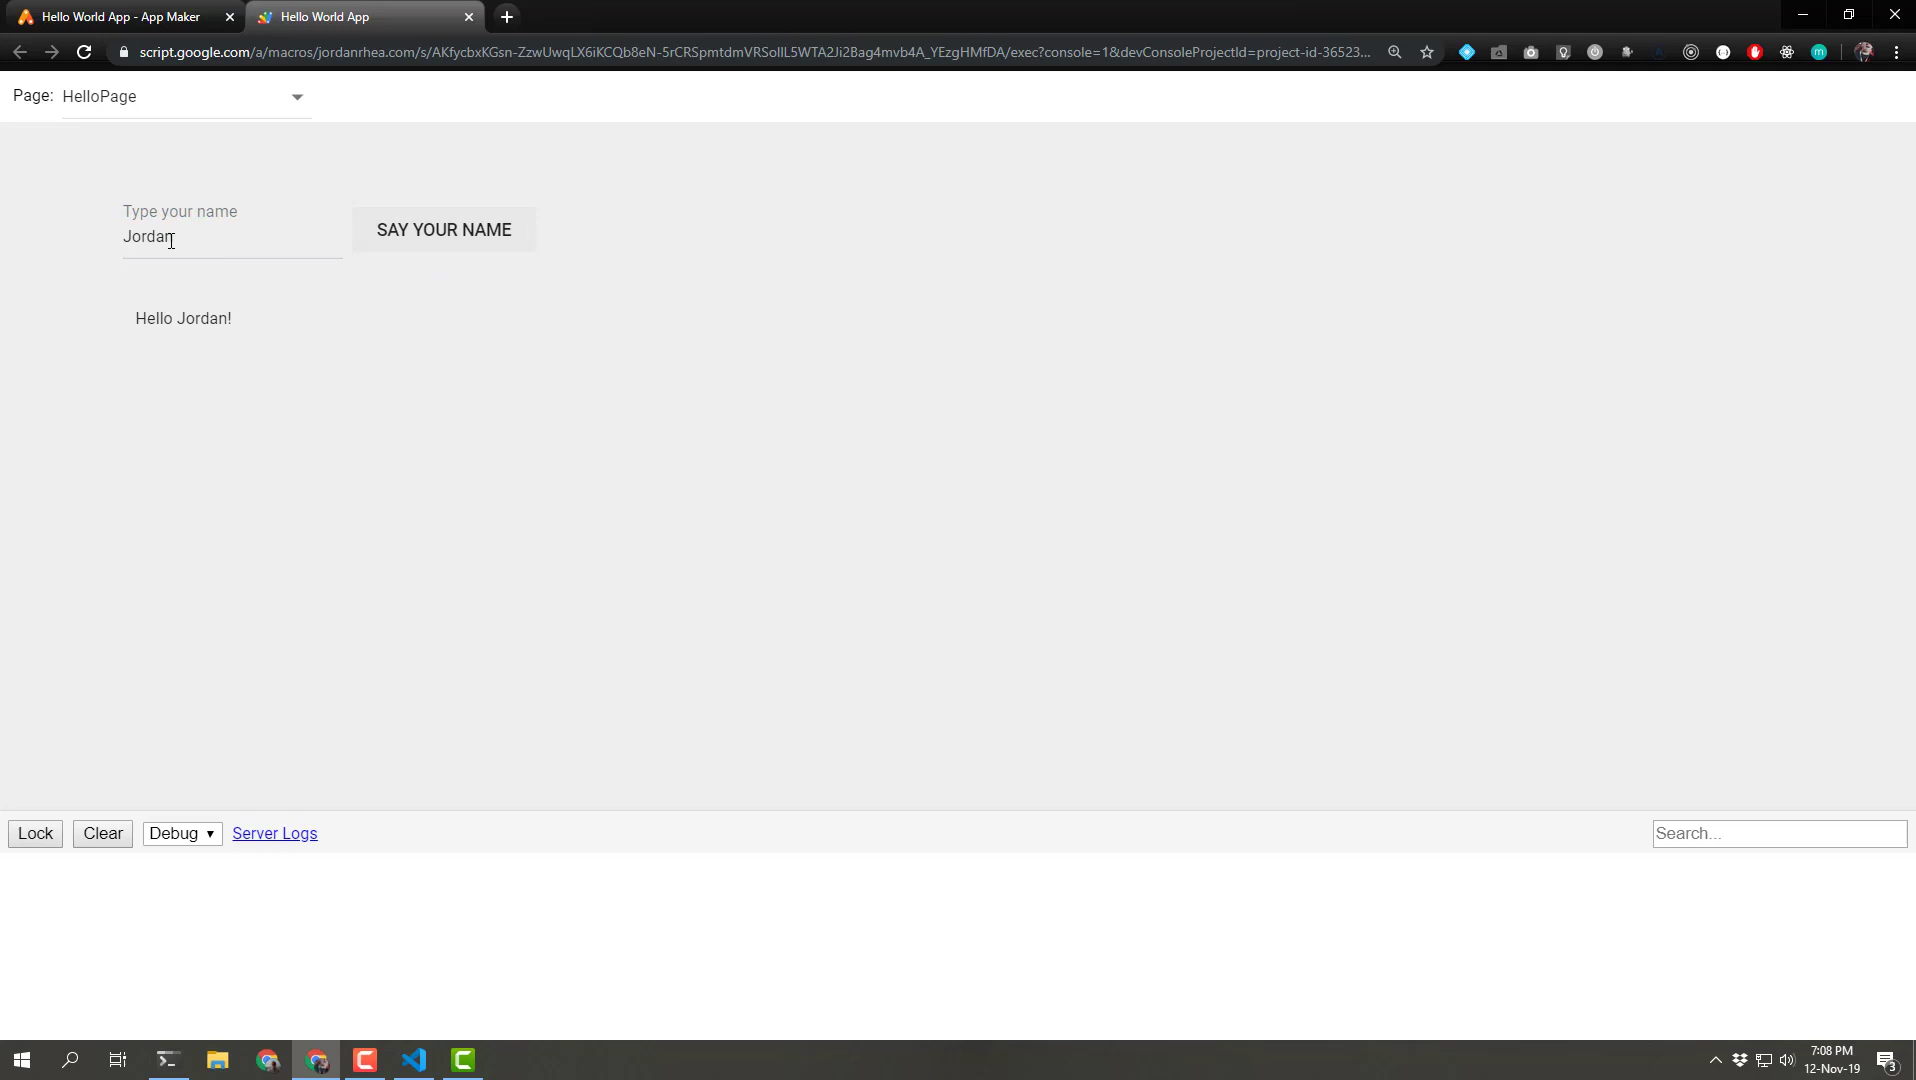 Hello World App - App Maker
Hello World App
script.google.com/a/macros/jordanrhea.com/s/AKfycbxKGsn-ZzwUwqLX6iKCQb8eN-5rCRSpmtdmVRSolIL5WTA2Ji2Bag4mvb4A_YEzgHMfDA/exec?console=1&devConsoleProjectId=project-id-36523...
Page: HelloPage
Type your name
Jordan
SAY YOUR NAME
Hello Jordan!
Lock Clear Debug Server Logs Search...
7:08 PM
12-Nov-19
3